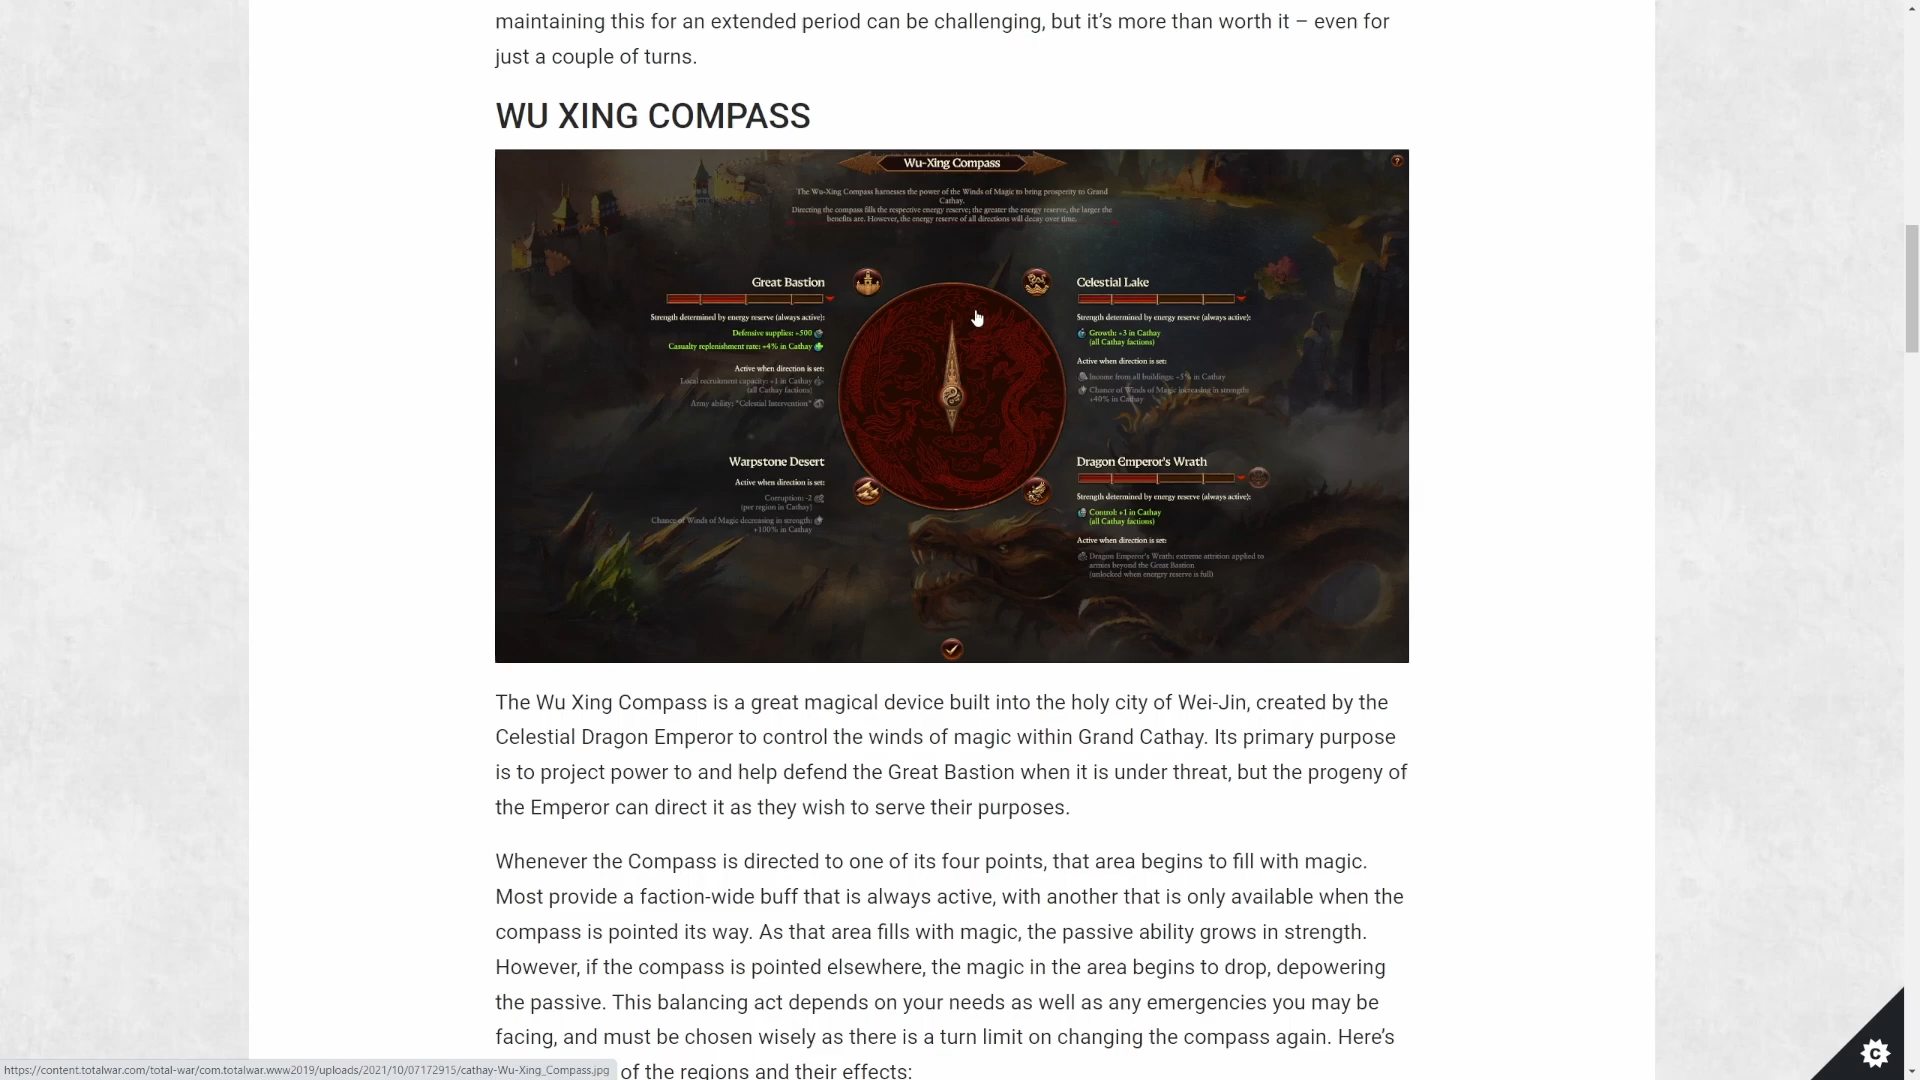 maintaining this for an extended period can be challenging, but it’s more than worth it – even for
just a couple of turns.
WU XING COMPASS
Wu-Xing Compass
?
The Wu-Xing Compass harnesses the power of the Winds of Magic to bring prosperity to Grand
Cathay.
Directing the compass fills the respective energy reserve; the greater the energy reserve, the larger the
benefits are. However, the energy reserve of all directions will decay over time.
Great Bastion
Strength determined by energy reserve (always active):
Defensive supplies: +500
Casualty replenishment rate: +4% in Cathay
Active when direction is set:
Local recruitment capacity: +1 in Cathay
(all Cathay factions)
Army ability: "Celestial Intervention"
Celestial Lake
Strength determined by energy reserve (always active):
Growth: +3 in Cathay
(all Cathay factions)
Active when direction is set:
Income from all buildings: +5% in Cathay
Chance of Winds of Magic increasing in strength:
+40% in Cathay
Warpstone Desert
Active when direction is set:
Corruption: -2
(per region in Cathay)
Chance of Winds of Magic decreasing in strength:
+100% in Cathay
Dragon Emperor's Wrath
Strength determined by energy reserve (always active):
Control: +1 in Cathay
(all Cathay factions)
Active when direction is set:
Dragon Emperor's Wrath: extreme attrition applied to
armies beyond the Great Bastion
(unlocked when energy reserve is full)
The Wu Xing Compass is a great magical device built into the holy city of Wei-Jin, created by the
Celestial Dragon Emperor to control the winds of magic within Grand Cathay. Its primary purpose
is to project power to and help defend the Great Bastion when it is under threat, but the progeny of
the Emperor can direct it as they wish to serve their purposes.
Whenever the Compass is directed to one of its four points, that area begins to fill with magic.
Most provide a faction-wide buff that is always active, with another that is only available when the
compass is pointed its way. As that area fills with magic, the passive ability grows in strength.
However, if the compass is pointed elsewhere, the magic in the area begins to drop, depowering
the passive. This balancing act depends on your needs as well as any emergencies you may be
facing, and must be chosen wisely as there is a turn limit on changing the compass again. Here’s
of the regions and their effects:
https://content.totalwar.com/total-war/com.totalwar.www2019/uploads/2021/10/07172915/cathay-Wu-Xing_Compass.jpg